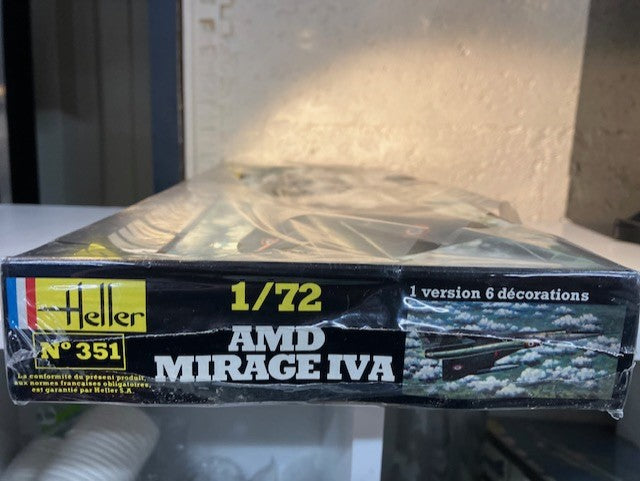 Heller
N° 351
La conformité du présent produit,
aux normes françaises obligatoires,
est garantie par Heller S.A.
1/72
AMD
MIRAGE IVA
1 version 6 décorations